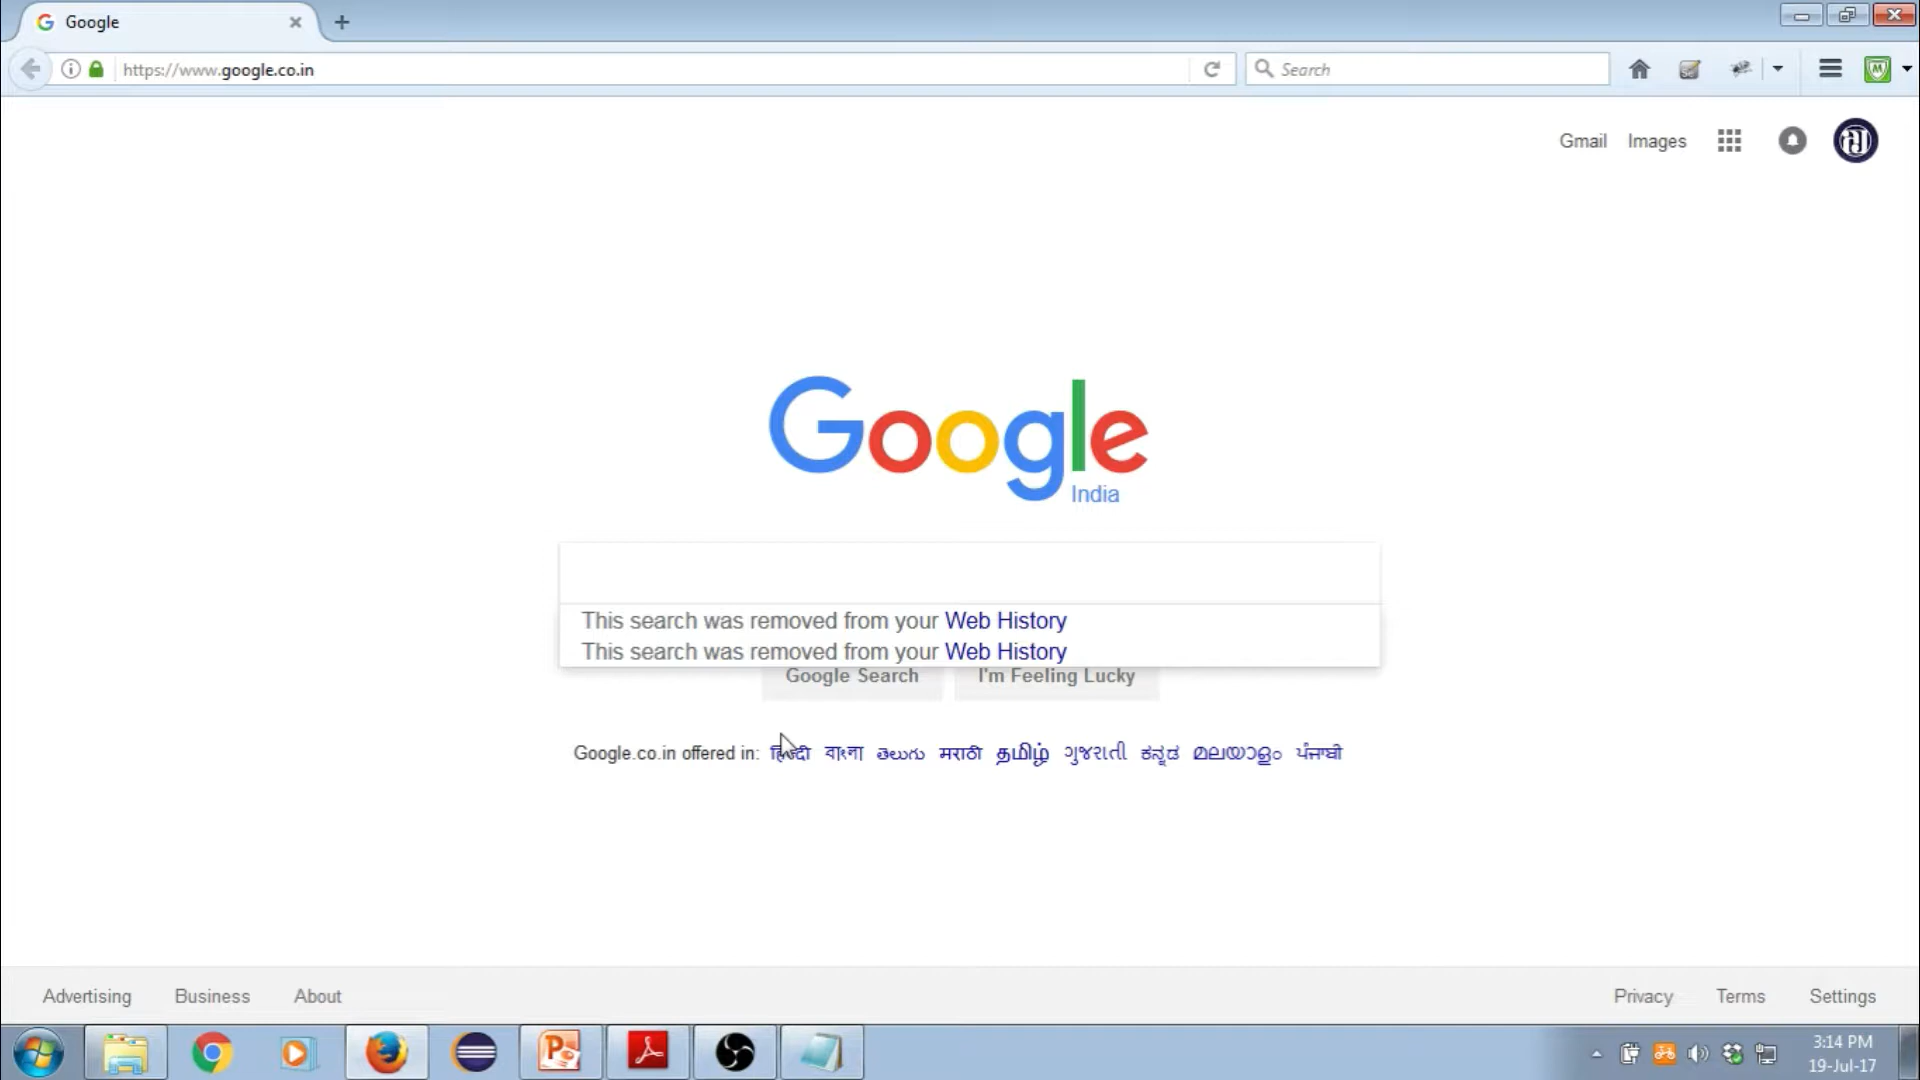 Google
https://www.google.co.in
Search
Gmail Images
Google
India
This search was removed from your Web History
This search was removed from your Web History
Google Search I'm Feeling Lucky
Google.co.in offered in: हिन्दी বাংলা తెలుగు मराठी தமிழ் ગુજરાતી ಕನ್ನಡ മലയാളം ਪੰਜਾਬੀ
Advertising Business About Privacy Terms Settings
3:14 PM
19-Jul-17